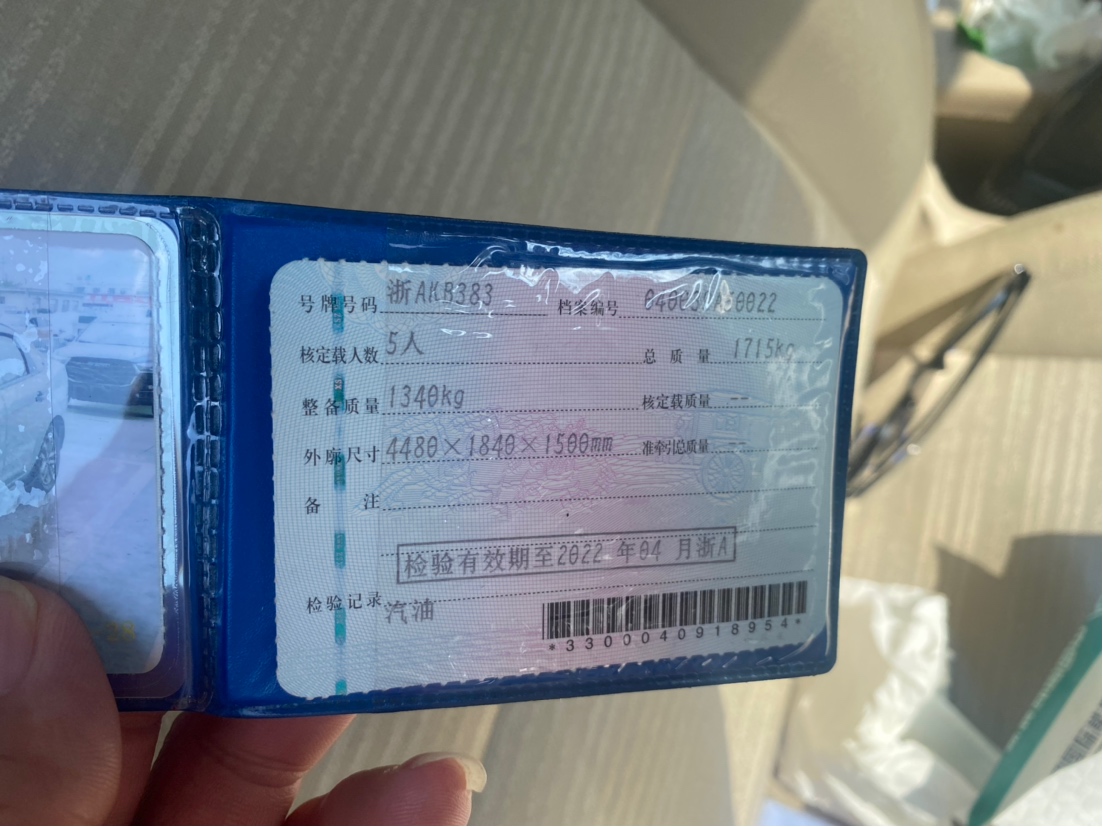 号牌号码 浙AKB383 档案编号
核定载人数 5人 总质量 1715kg
整备质量 1340kg 核定载质量 --
外廓尺寸 4480×1840×1500mm 准牵引总质量 --
备注
检验有效期至2022年04月浙A
检验记录 汽油
*3300040918954*